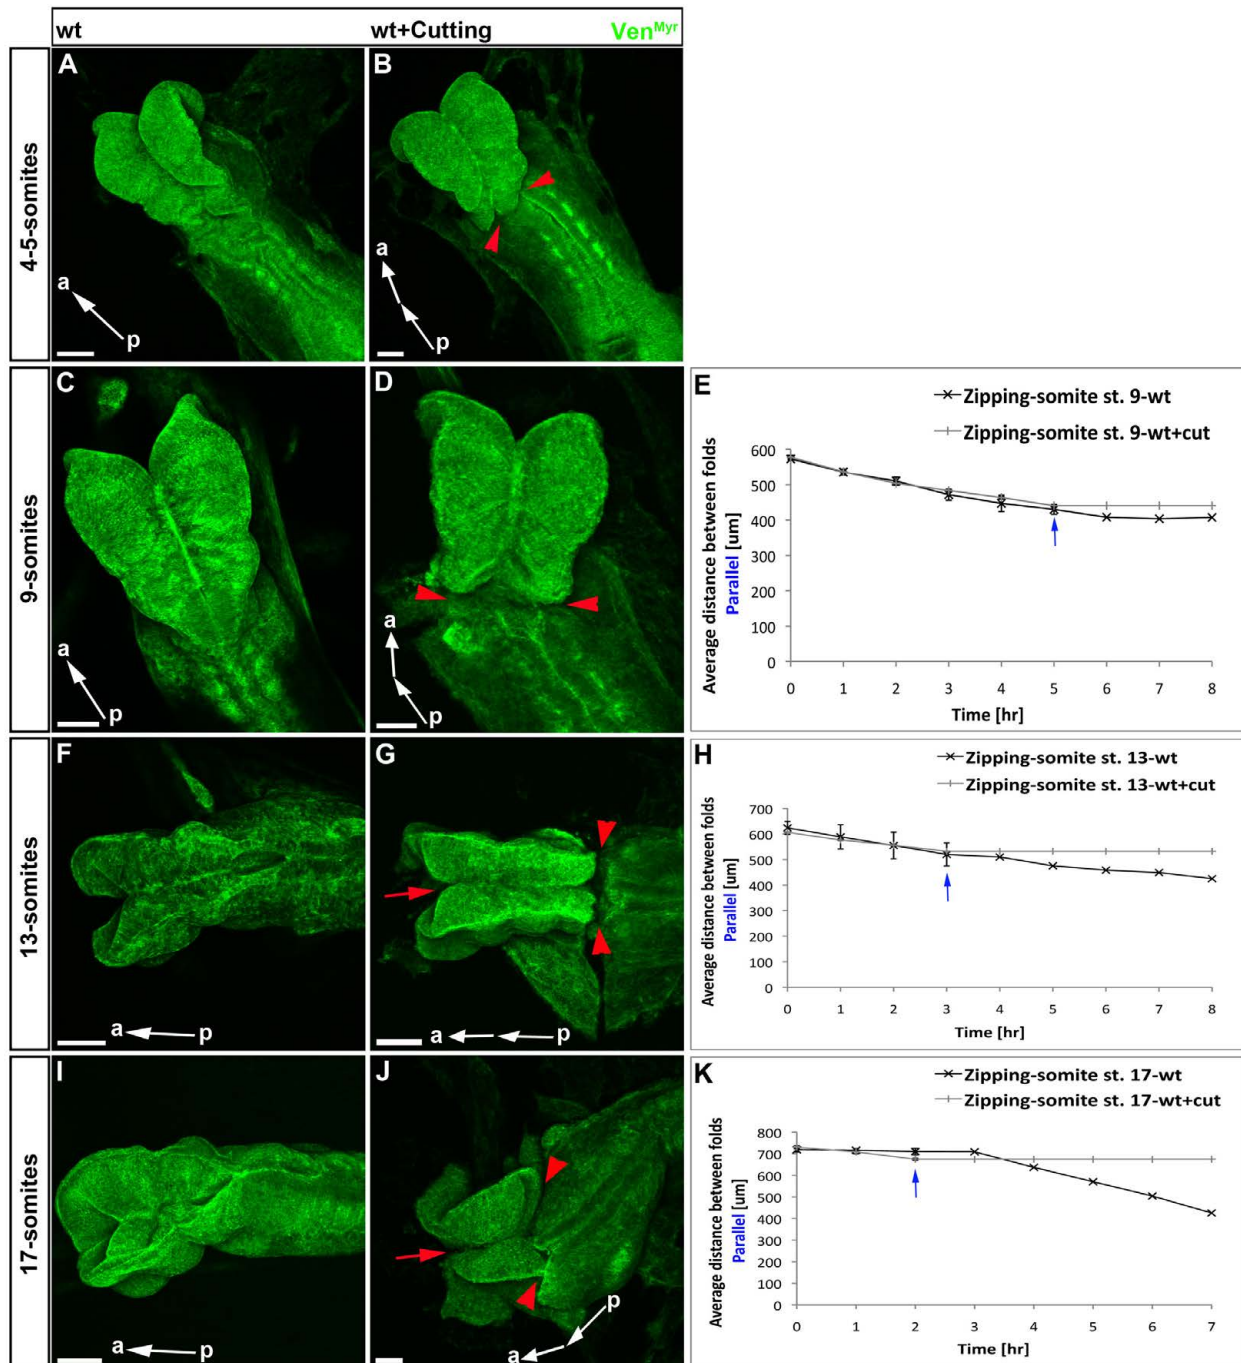 wt wt+Cutting Ven^Myr
4-5-somites
A
B
a
p
a
p
9-somites
C
D
a
p
a
p
E
Zipping-somite st. 9-wt
Zipping-somite st. 9-wt+cut
Average distance between folds
Parallel [um]
600
500
400
300
200
100
0
0 1 2 3 4 5 6 7 8
Time [hr]
13-somites
F
G
a p
a p
H
Zipping-somite st. 13-wt
Zipping-somite st. 13-wt+cut
Average distance between folds
Parallel [um]
700
600
500
400
300
200
100
0
0 1 2 3 4 5 6 7 8
Time [hr]
17-somites
I
J
a p
p
a
K
Zipping-somite st. 17-wt
Zipping-somite st. 17-wt+cut
Average distance between folds
Parallel [um]
800
700
600
500
400
300
200
100
0
0 1 2 3 4 5 6 7
Time [hr]